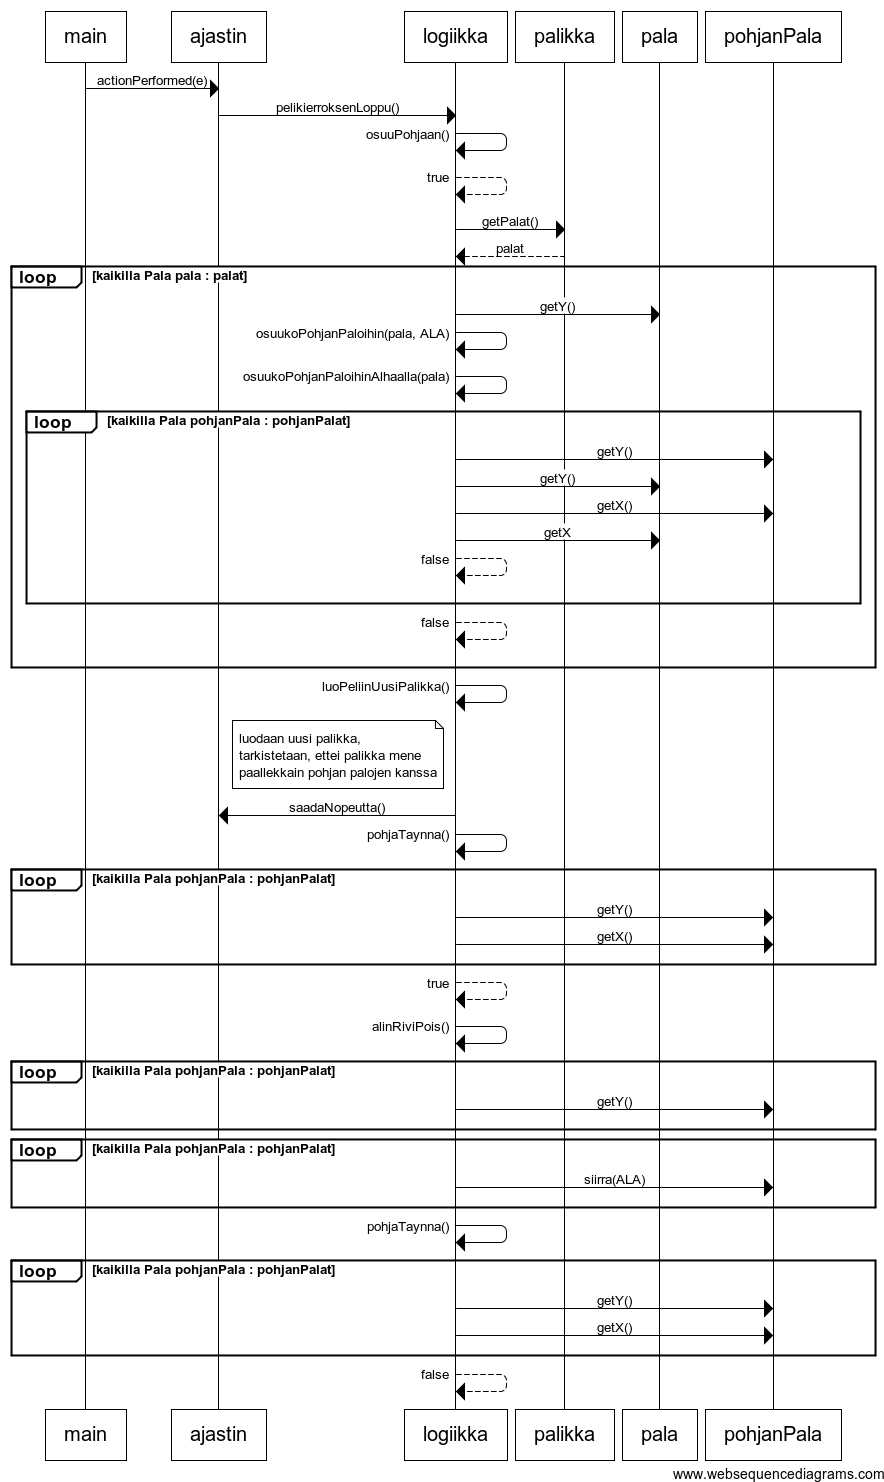 main ajastin logiikka palikka pala pohjanPala
actionPerformed(e)
pelikierroksenLoppu()
osuuPohjaan()
true
getPalat()
palat
loop [kaikilla Pala pala : palat]
getY()
osuukoPohjanPaloihin(pala, ALA)
osuukoPohjanPaloihinAlhaalla(pala)
loop [kaikilla Pala pohjanPala : pohjanPalat]
getY()
getY()
getX()
getX
false
false
luoPeliinUusiPalikka()
luodaan uusi palikka,
tarkistetaan, ettei palikka mene
paallekkain pohjan palojen kanssa
saadaNopeutta()
pohjaTaynna()
loop [kaikilla Pala pohjanPala : pohjanPalat]
getY()
getX()
true
alinRiviPois()
loop [kaikilla Pala pohjanPala : pohjanPalat]
getY()
loop [kaikilla Pala pohjanPala : pohjanPalat]
siirra(ALA)
pohjaTaynna()
loop [kaikilla Pala pohjanPala : pohjanPalat]
getY()
getX()
false
main ajastin logiikka palikka pala pohjanPala
www.websequencediagrams.com